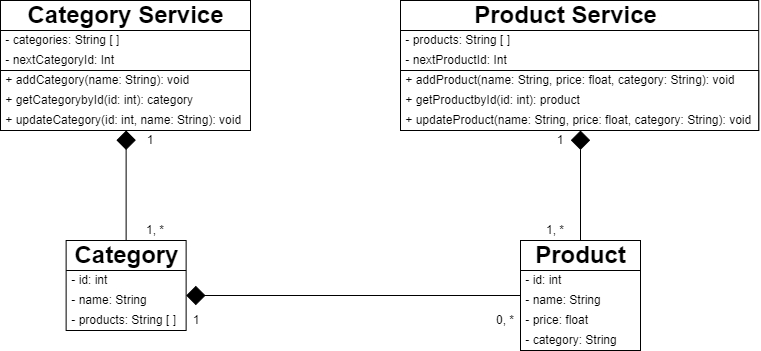 Category Service
- categories: String [ ]
- nextCategoryId: Int
+ addCategory(name: String): void
+ getCategorybyId(id: int): category
+ updateCategory(id: int, name: String): void
Product Service
- products: String [ ]
- nextProductId: Int
+ addProduct(name: String, price: float, category: String): void
+ getProductbyId(id: int): product
+ updateProduct(name: String, price: float, category: String): void
1
1
1, *
1, *
Category
- id: int
- name: String
- products: String [ ]
1
0, *
Product
- id: int
- name: String
- price: float
- category: String